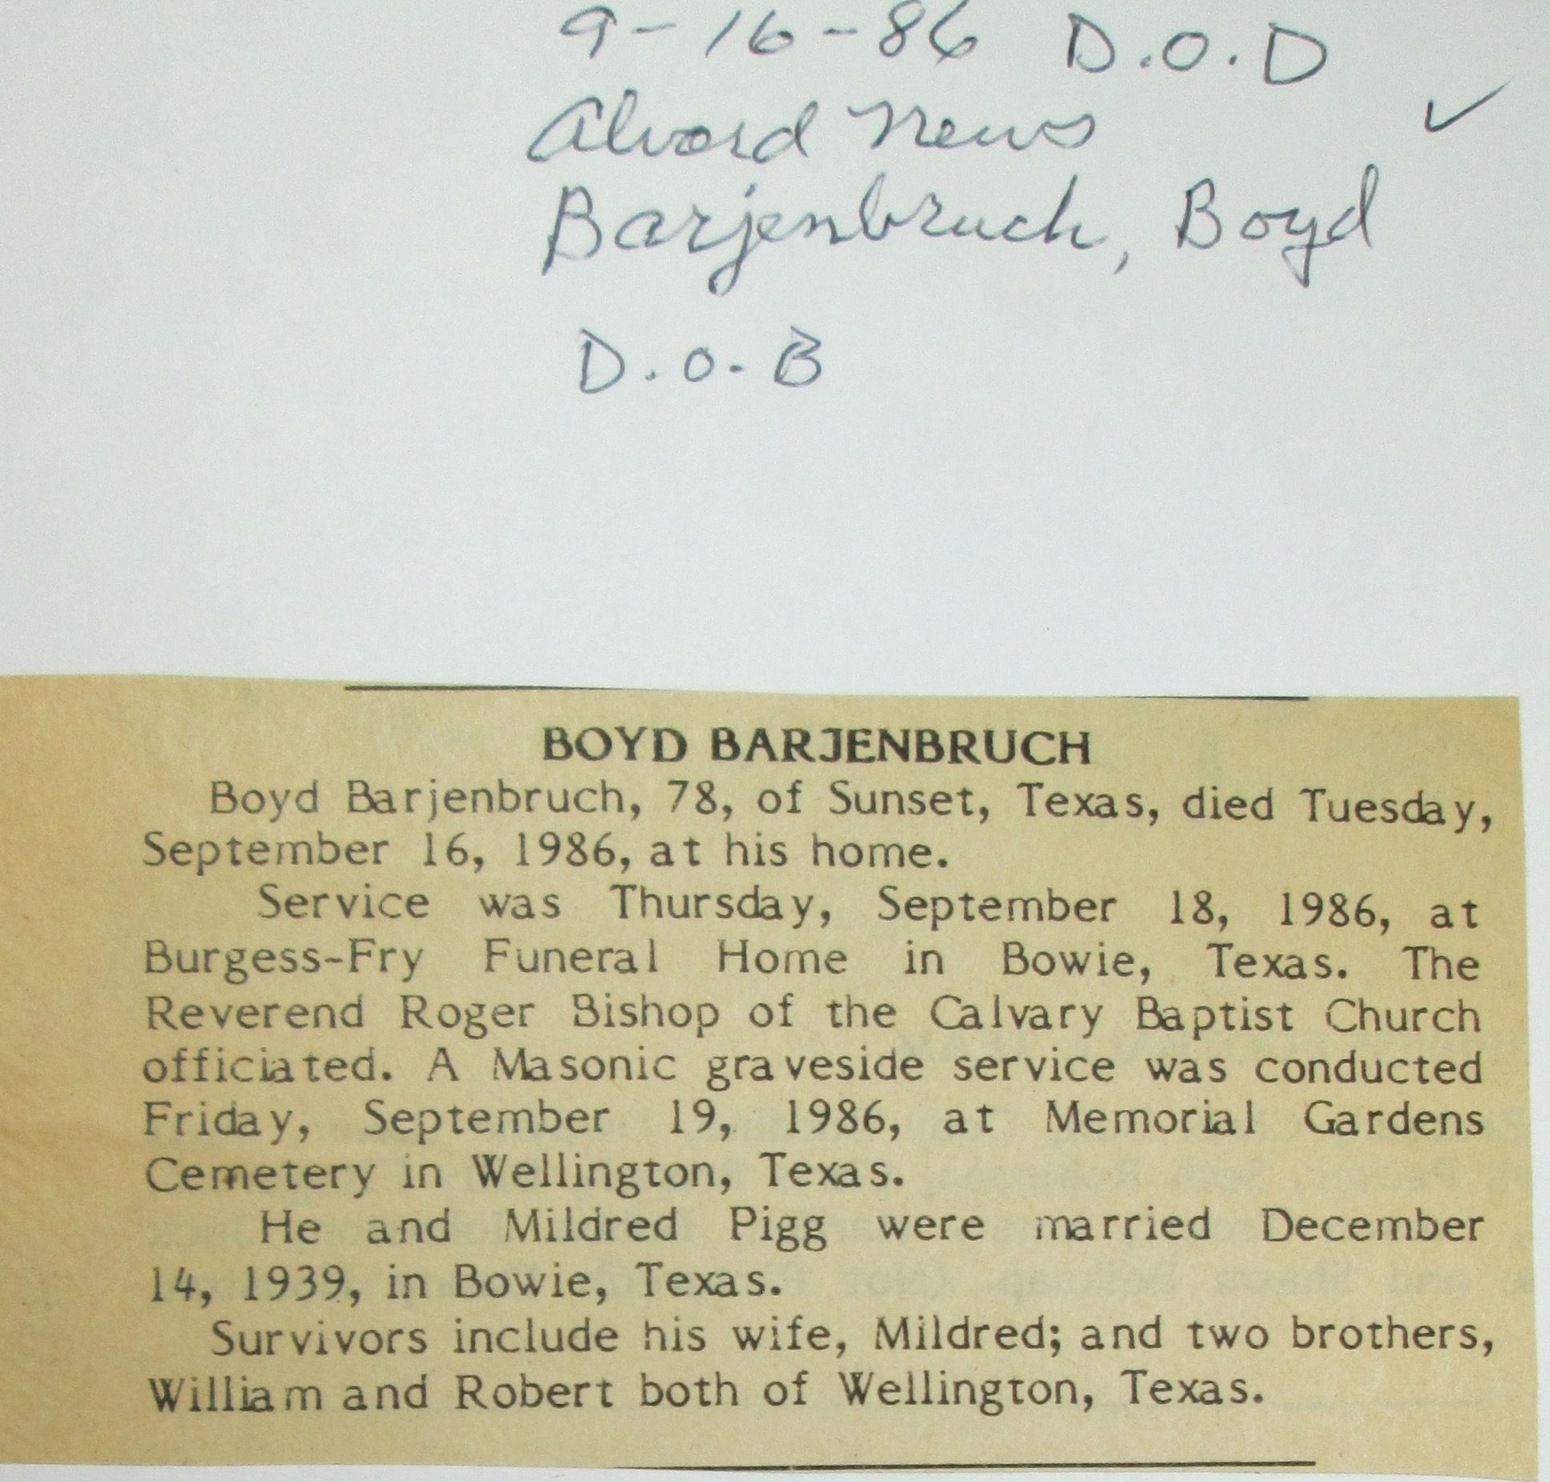 9-16-86 D.O.D
Alvord News ✓
Barjenbruch, Boyd
D.O.B
BOYD BARJENBRUCH
Boyd Barjenbruch, 78, of Sunset, Texas, died Tuesday,
September 16, 1986, at his home.
Service was Thursday, September 18, 1986, at
Burgess-Fry Funeral Home in Bowie, Texas. The
Reverend Roger Bishop of the Calvary Baptist Church
officiated. A Masonic graveside service was conducted
Friday, September 19, 1986, at Memorial Gardens
Cemetery in Wellington, Texas.
He and Mildred Pigg were married December
14, 1939, in Bowie, Texas.
Survivors include his wife, Mildred; and two brothers,
William and Robert both of Wellington, Texas.